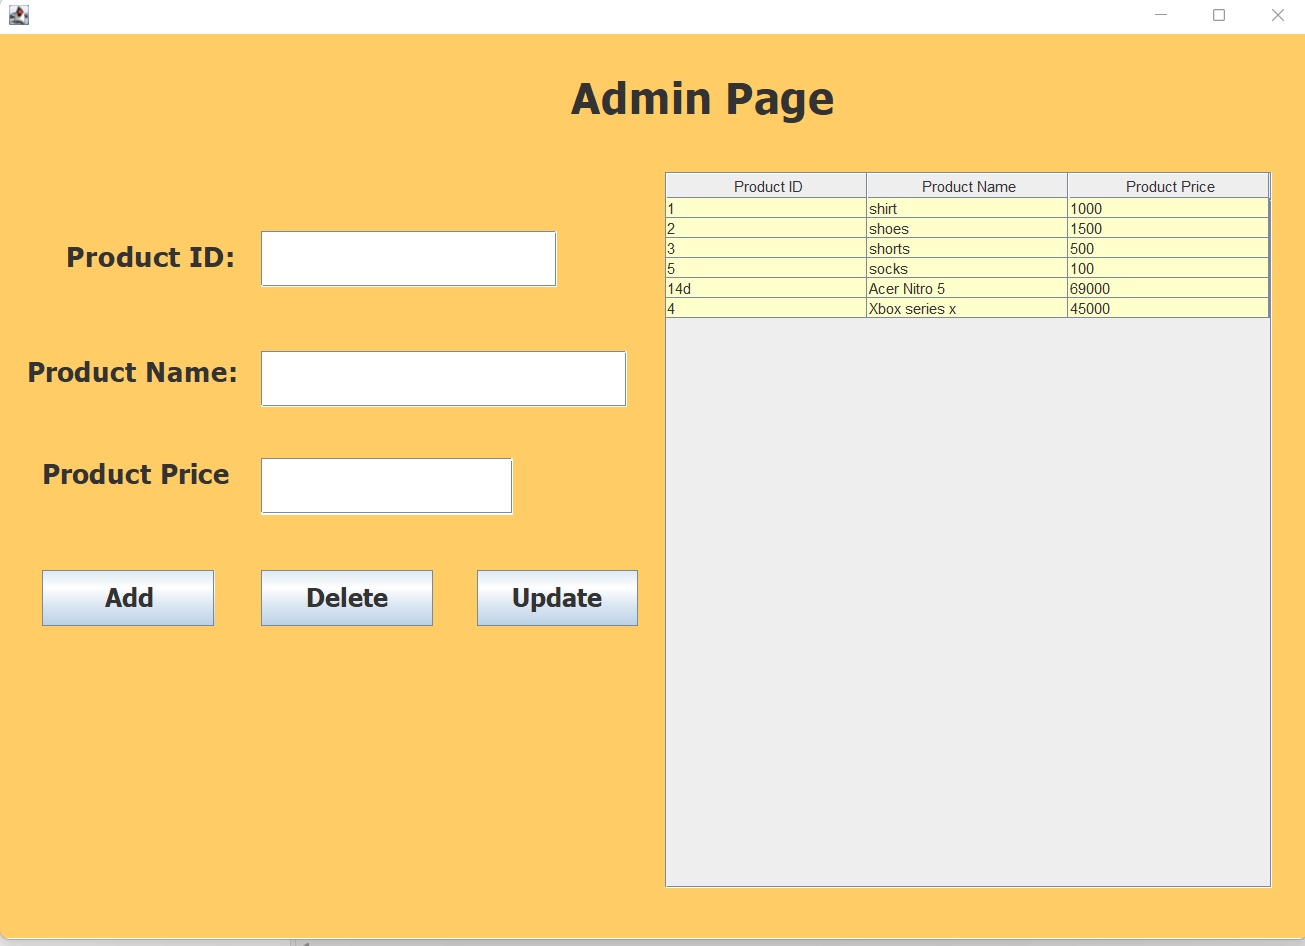 Admin Page
Product ID:
Product Name:
Product Price
Add Delete Update
Product ID Product Name Product Price
1 shirt 1000
2 shoes 1500
3 shorts 500
5 socks 100
14d Acer Nitro 5 69000
4 Xbox series x 45000